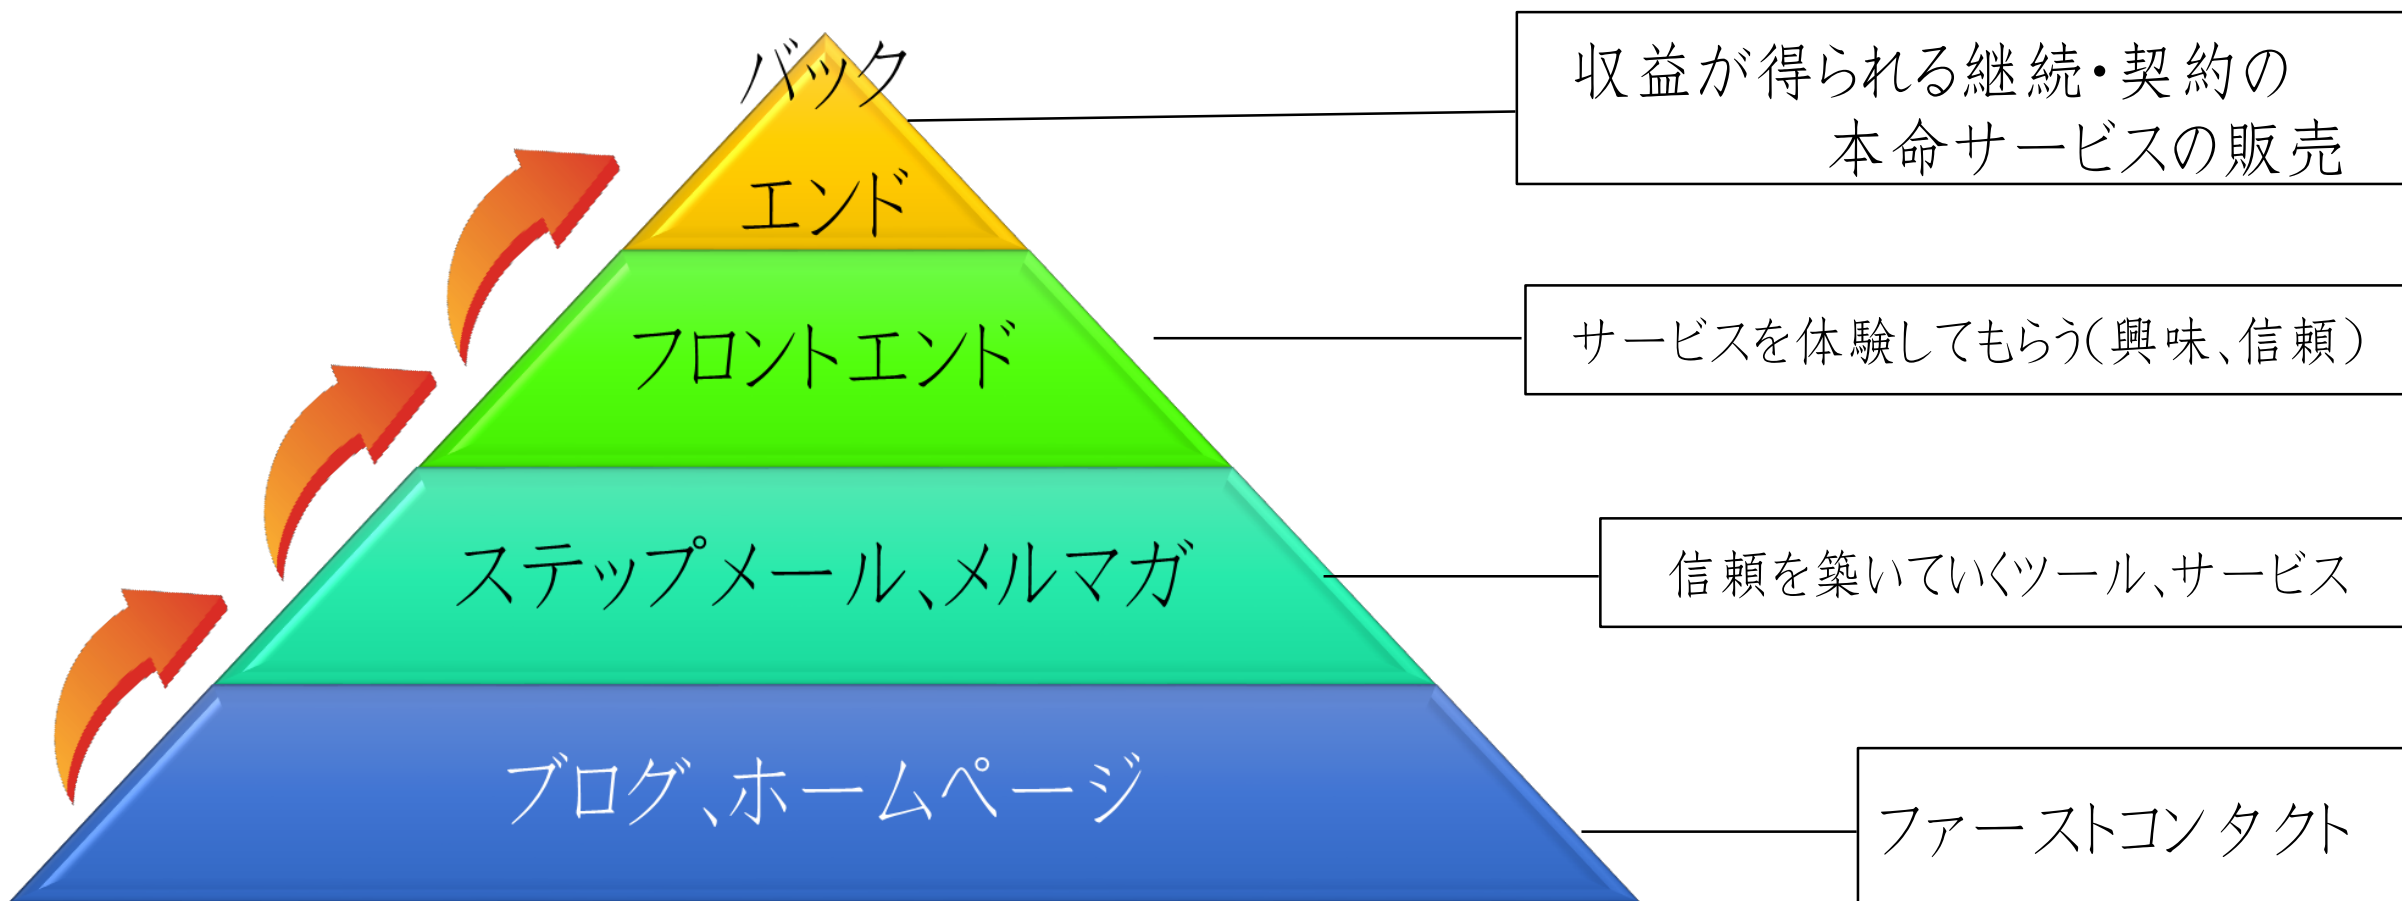 バック
エンド
収益が得られる継続・契約の
本命サービスの販売
フロントエンド
サービスを体験してもらう(興味、信頼)
ステップメール、メルマガ
信頼を築いていくツール、サービス
ブログ、ホームページ
ファーストコンタクト